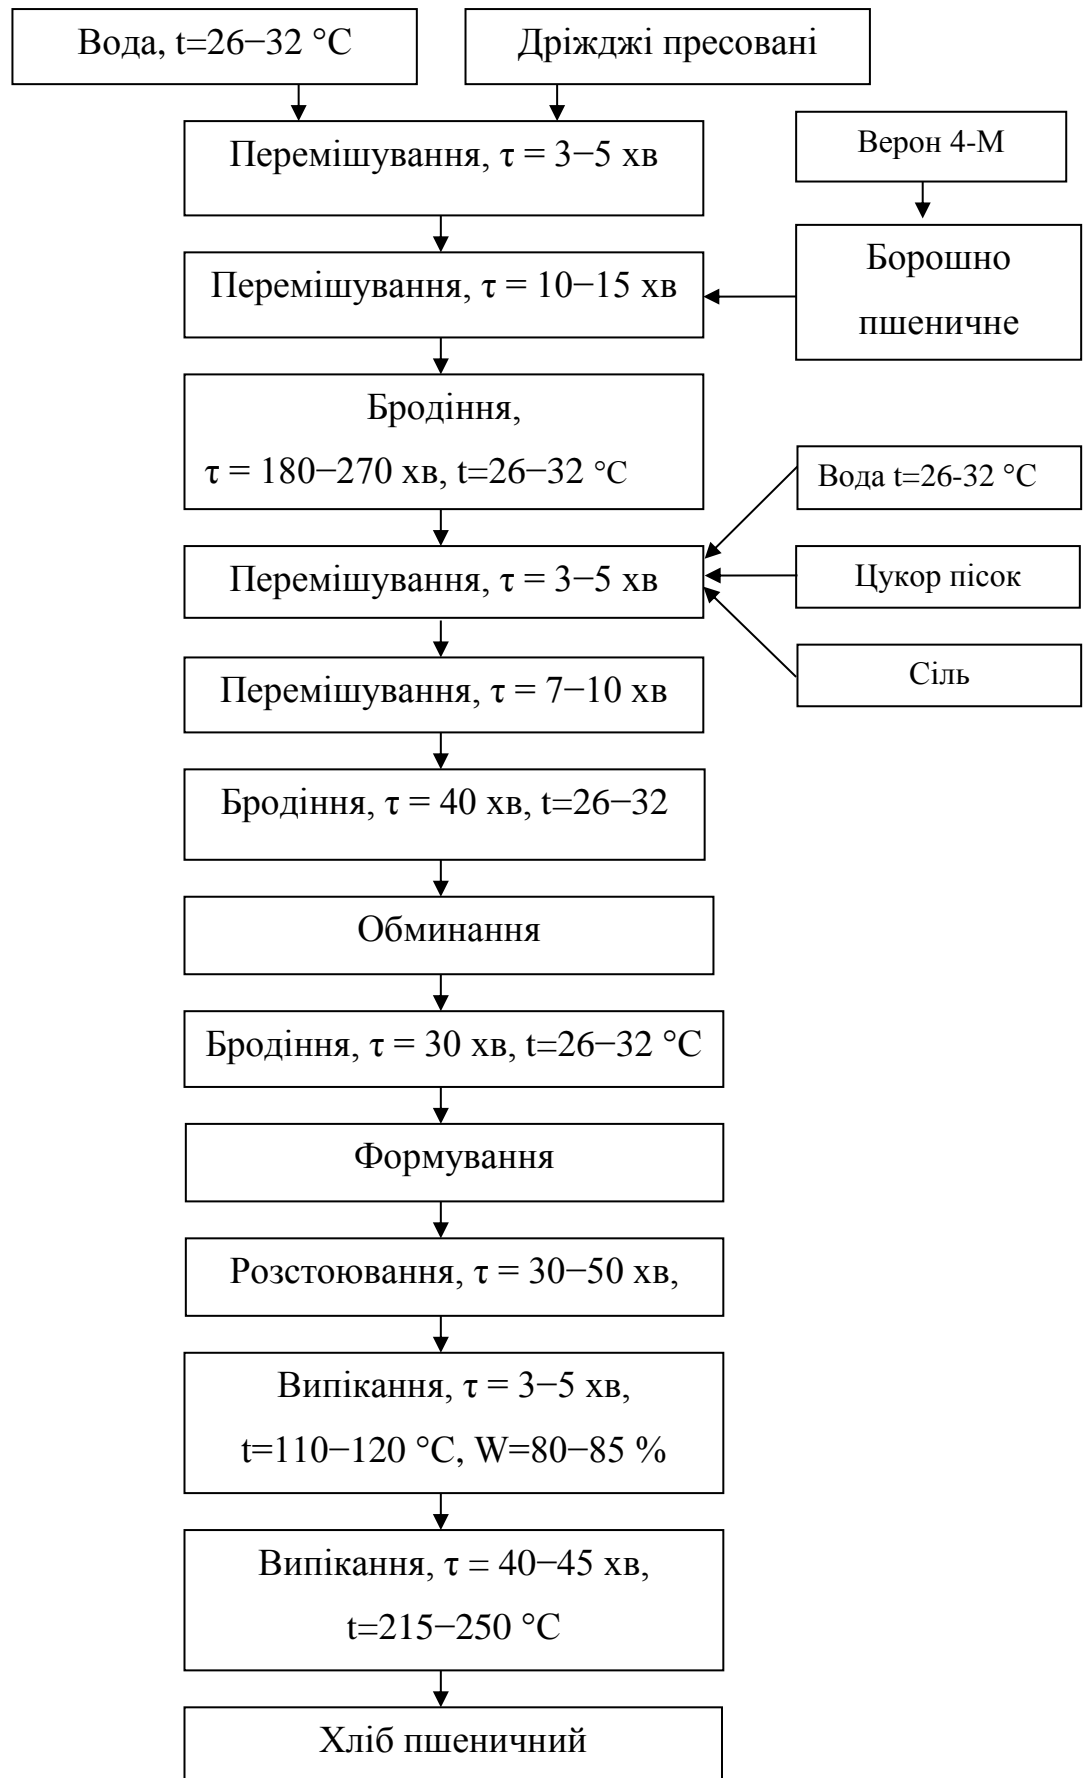 Вода, t=26−32 °С
Дріжджі пресовані
Перемішування, τ = 3−5 хв
Верон 4-М
Перемішування, τ = 10−15 хв
Борошно
пшеничне
Бродіння,
τ = 180−270 хв, t=26−32 °С
Вода t=26-32 °С
Перемішування, τ = 3−5 хв
Цукор пісок
Сіль
Перемішування, τ = 7−10 хв
Бродіння, τ = 40 хв, t=26−32
Обминання
Бродіння, τ = 30 хв, t=26−32 °С
Формування
Розстоювання, τ = 30−50 хв,
Випікання, τ = 3−5 хв,
t=110−120 °С, W=80−85 %
Випікання, τ = 40−45 хв,
t=215−250 °С
Хліб пшеничний